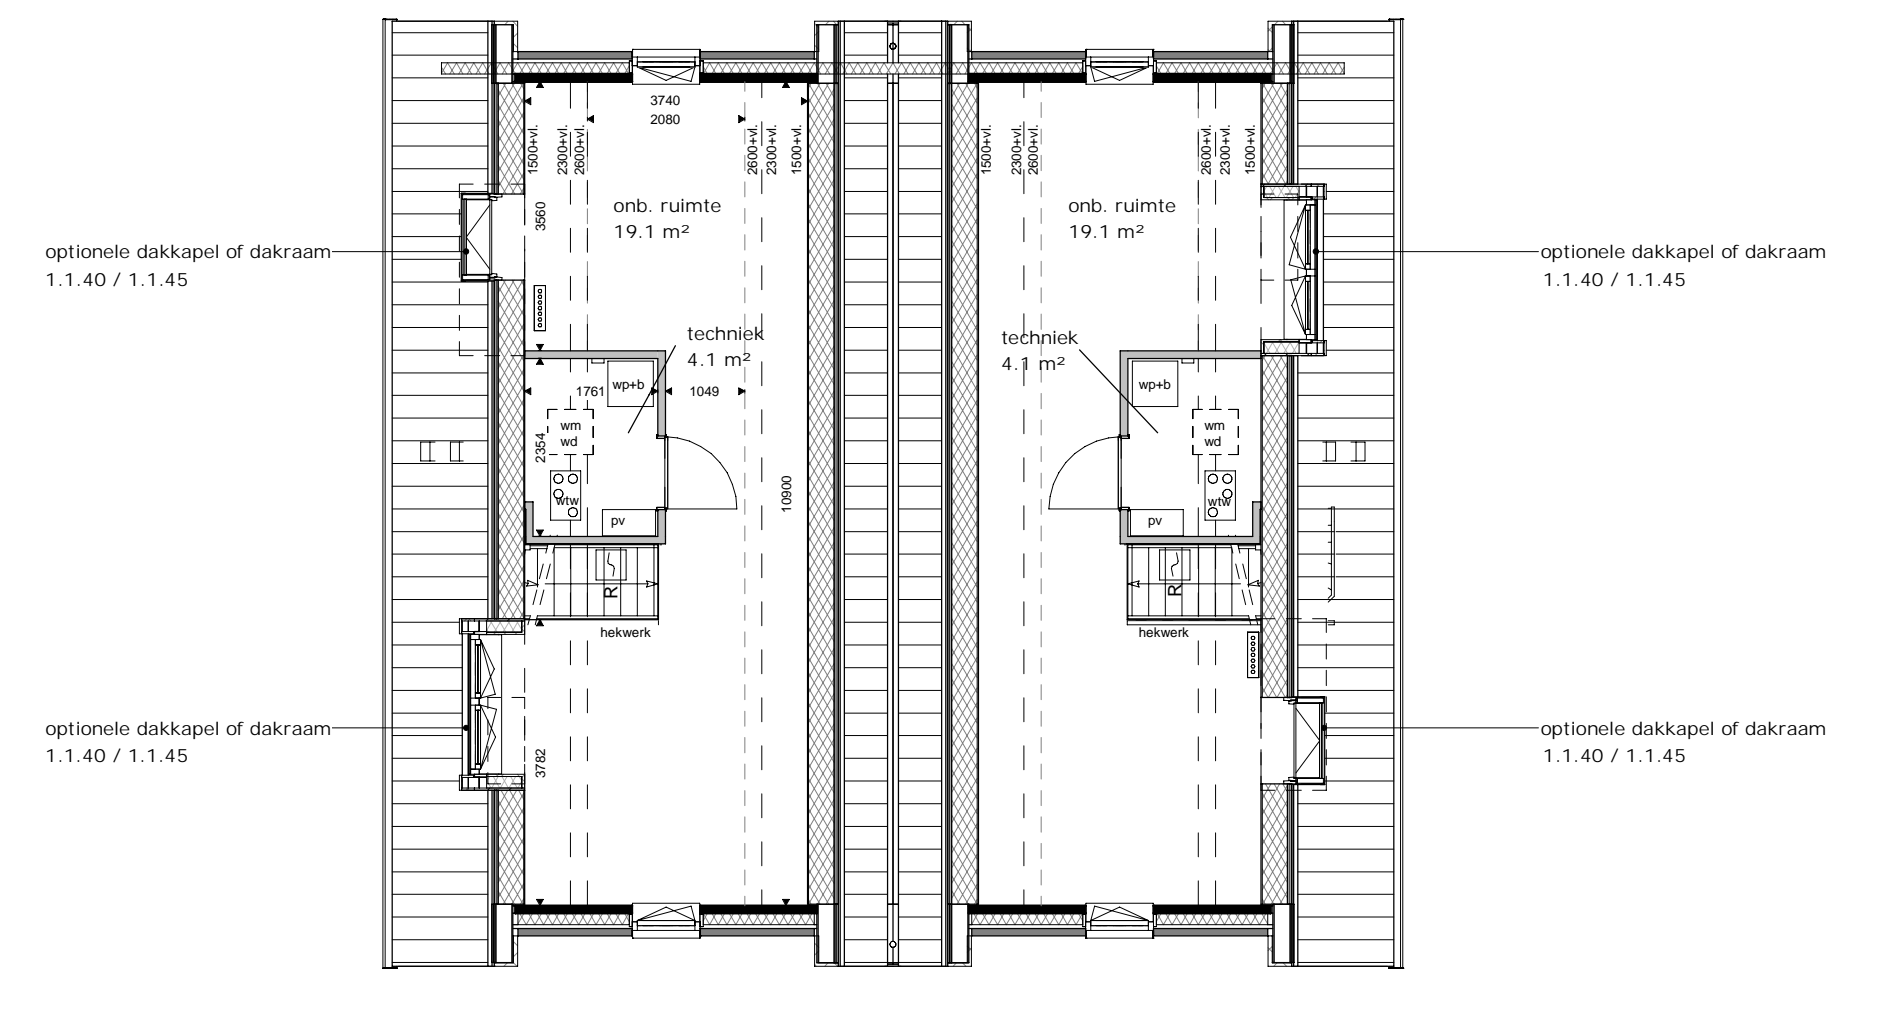 3740
2080
1500+vl.
2300+vl.
2600+vl.
2600+vl.
2300+vl.
1500+vl.
1500+vl.
2300+vl.
2600+vl.
2600+vl.
2300+vl.
1500+vl.
onb. ruimte
19.1 m²
onb. ruimte
19.1 m²
3560
optionele dakkapel of dakraam
1.1.40 / 1.1.45
optionele dakkapel of dakraam
1.1.40 / 1.1.45
techniek
4.1 m²
techniek
4.1 m²
1761
wp+b
1049
wp+b
wm
wd
wm
wd
2354
wtw
pv
10900
pv
wtw
R
R
hekwerk
hekwerk
optionele dakkapel of dakraam
1.1.40 / 1.1.45
3782
optionele dakkapel of dakraam
1.1.40 / 1.1.45